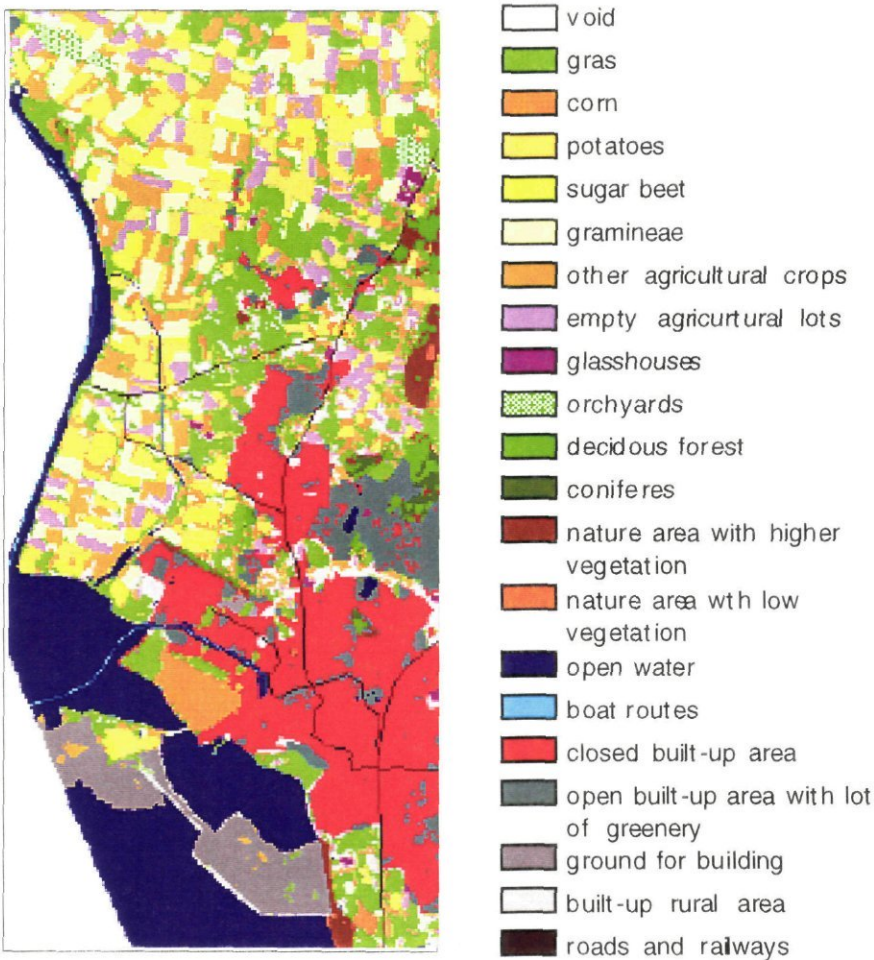 void
gras
corn
potatoes
sugar beet
gramineae
other agricultural crops
empty agricurtural lots
glasshouses
orchyards
decidous forest
coniferes
nature area with higher
vegetation
nature area wth low
vegetation
open water
boat routes
closed built-up area
open built-up area with lot
of greenery
ground for building
built-up rural area
roads and railways